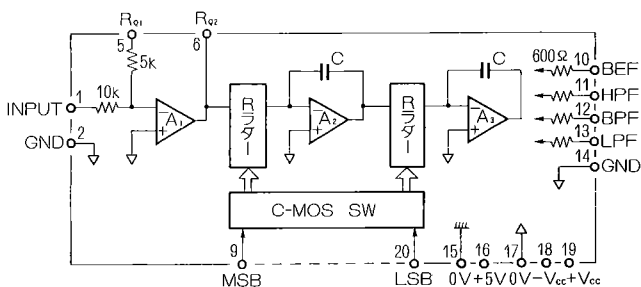 RQ1 RQ2
5 6
5k
C C
600Ω 10 BEF
11 HPF
12 BPF
13 LPF
14 GND
INPUT 1 10k
GND 2
− A1 +
Rラダー
− A2 +
Rラダー
− A3 +
C-MOS SW
9 20 15 16 17 18 19
MSB LSB 0V +5V 0V −Vcc +Vcc